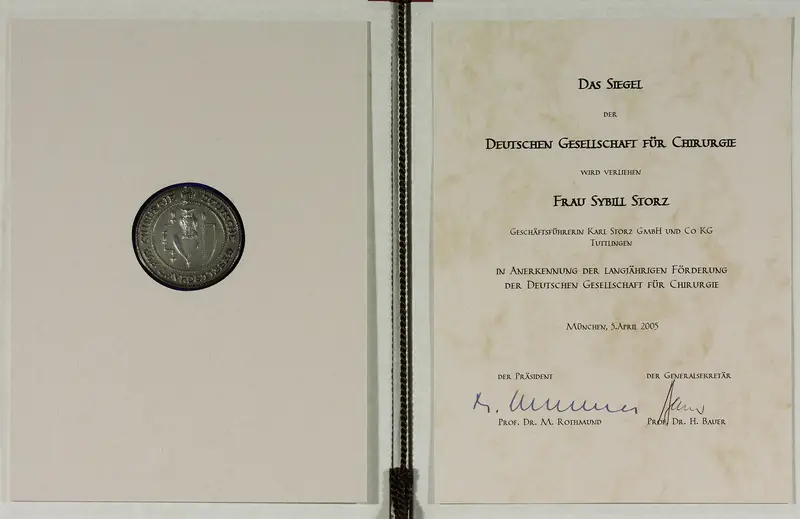 DAS SIEGEL
DER
DEUTSCHEN GESELLSCHAFT FÜR CHIRURGIE
WIRD VERLIEHEN
FRAU SYBILL STORZ
GESCHÄFTSFÜHRERIN KARL STORZ GMBH UND CO KG
TUTTLINGEN
IN ANERKENNUNG DER LANGJÄHRIGEN FÖRDERUNG
DER DEUTSCHEN GESELLSCHAFT FÜR CHIRURGIE
MÜNCHEN, 5.APRIL 2005
DER PRÄSIDENT
DER GENERALSEKRETÄR
PROF. DR. M. ROTHMUND
PROF. DR. H. BAUER